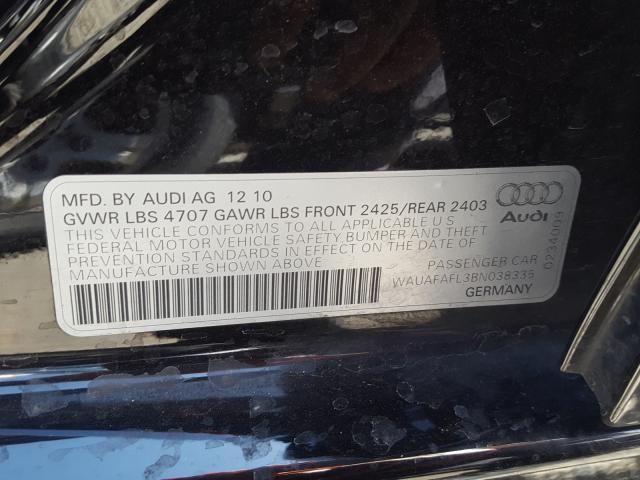 MFD. BY AUDI AG 12 10
GVWR LBS 4707 GAWR LBS FRONT 2425/REAR 2403
THIS VEHICLE CONFORMS TO ALL APPLICABLE U S
FEDERAL MOTOR VEHICLE SAFETY, BUMPER AND THEFT
PREVENTION STANDARDS IN EFFECT ON THE DATE OF
MANUFACTURE SHOWN ABOVE.
PASSENGER CAR
WAUAFAFL3BN038335
GERMANY
Audi
0234009